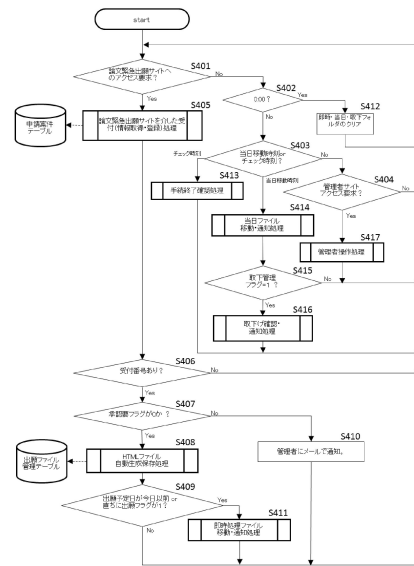 start
S401
論文緊急出願サイトへ
のアクセス要求?
No
Yes
S402
0:00?
Yes
No
S405
論文緊急出願サイトを介した受
付(情報取得・登録)処理
申請案件
テーブル
S412
即時・当日・取下フォ
ルダのクリア
S403
当日移動時刻or
チェック時刻?
チェック時刻
当日移動時刻
No
S404
管理者サイト
アクセス要求?
No
Yes
S413
手続終了確認処理
S414
当日ファイル
移動・通知処理
S417
管理者操作処理
S415
取下管理
フラグ=1 ?
No
Yes
S416
取下げ確認・
通知処理
S406
受付番号あり?
No
Yes
S407
承認要フラグが0か ?
No
Yes
S408
HTMLファイル
自動生成保存処理
出願ファイル
管理テーブル
S410
管理者にメールで通知。
S409
出願予定日が今日以前 or
直ちに出願フラグが1?
Yes
No
S411
即時処理ファイル
移動・通知処理